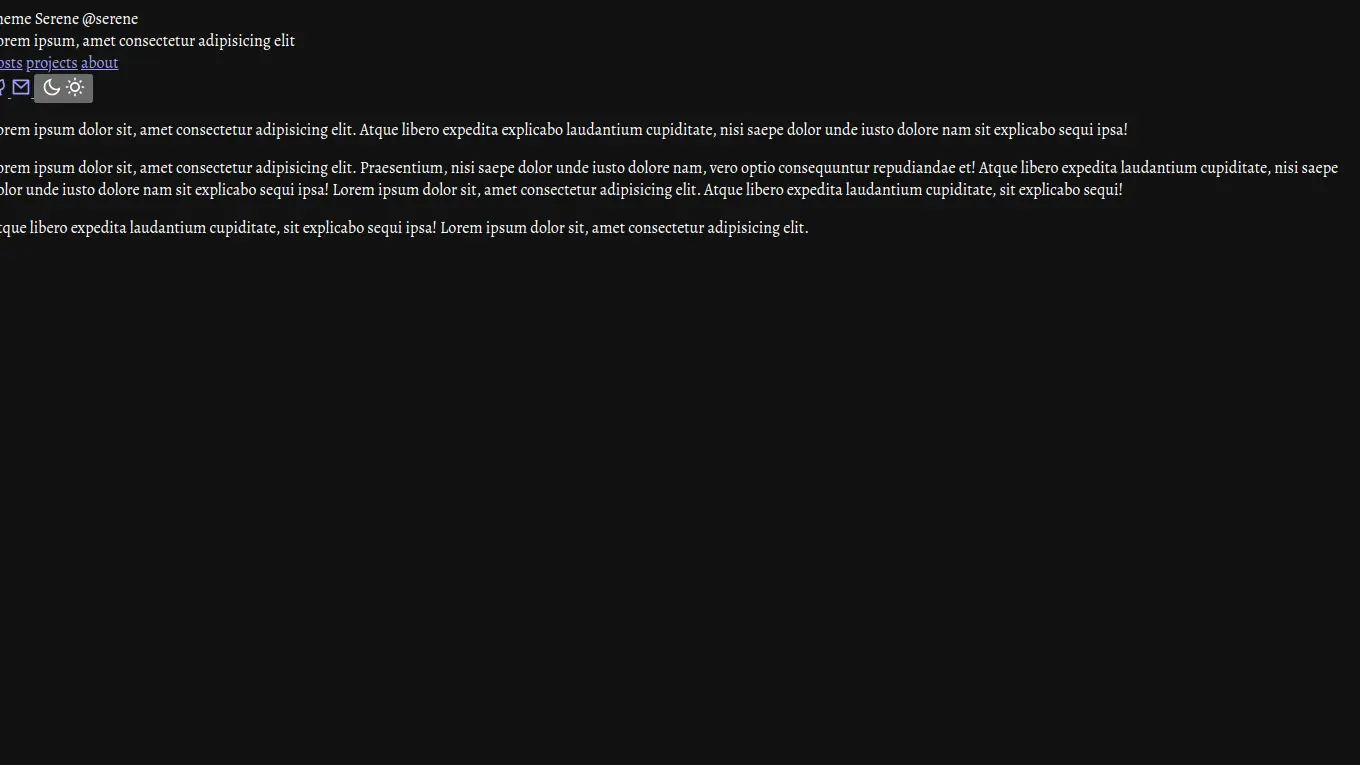 heme Serene @serene
orem ipsum, amet consectetur adipisicing elit
osts projects about
orem ipsum dolor sit, amet consectetur adipisicing elit. Atque libero expedita explicabo laudantium cupiditate, nisi saepe dolor unde iusto dolore nam sit explicabo sequi ipsa!
orem ipsum dolor sit, amet consectetur adipisicing elit. Praesentium, nisi saepe dolor unde iusto dolore nam, vero optio consequuntur repudiandae et! Atque libero expedita laudantium cupiditate, nisi saepe
olor unde iusto dolore nam sit explicabo sequi ipsa! Lorem ipsum dolor sit, amet consectetur adipisicing elit. Atque libero expedita laudantium cupiditate, sit explicabo sequi!
tque libero expedita laudantium cupiditate, sit explicabo sequi ipsa! Lorem ipsum dolor sit, amet consectetur adipisicing elit.